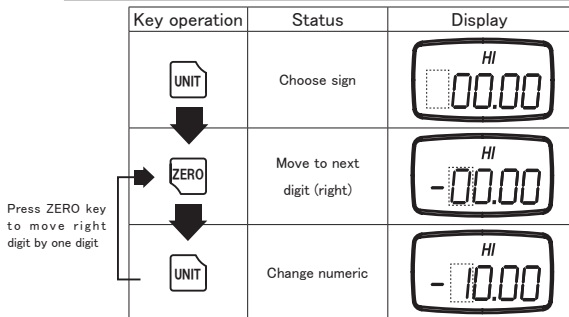 Key operation Status Display
UNIT Choose sign HI
00.00
ZERO Move to next
digit (right) HI
-00.00
Press ZERO key
to move right
digit by one digit
UNIT Change numeric HI
-10.00